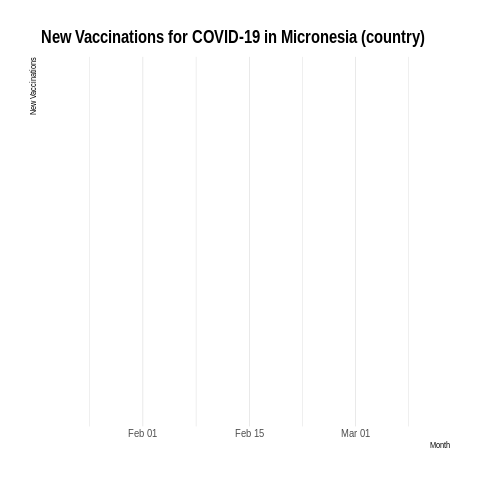 New Vaccinations for COVID-19 in Micronesia (country)
New Vaccinations
Feb 01
Feb 15
Mar 01
Month